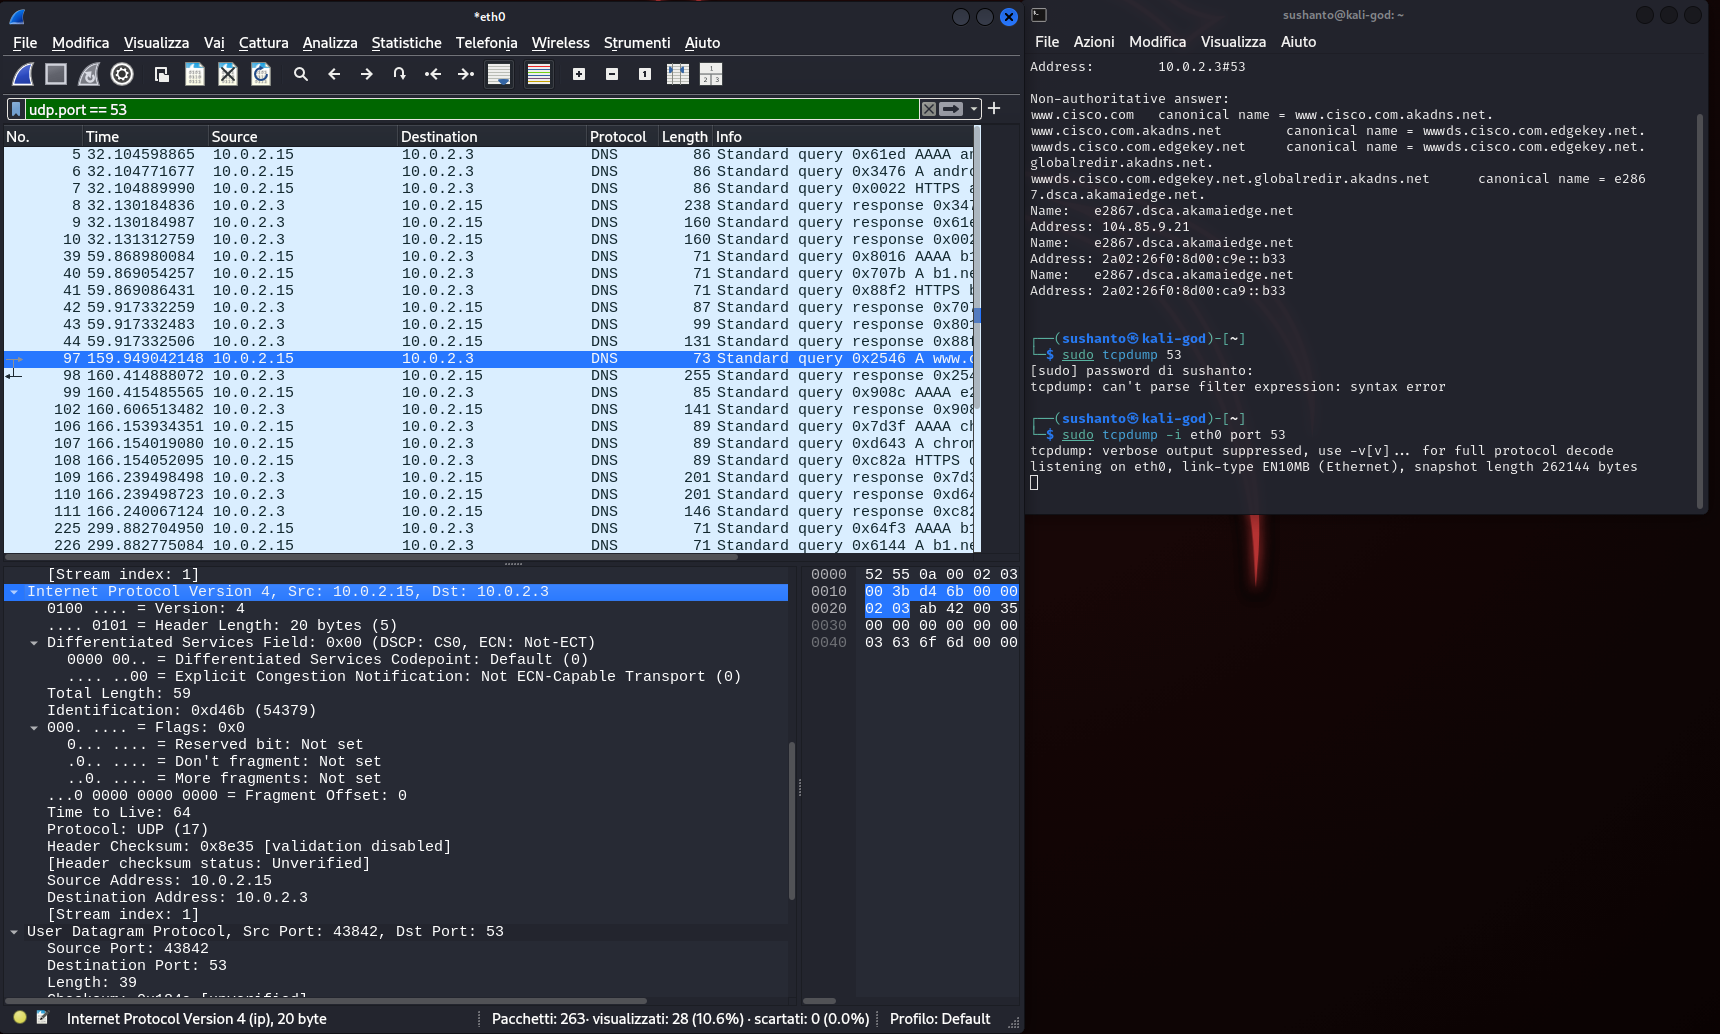 *eth0
File Modifica Visualizza Vai Cattura Analizza Statistiche Telefonia Wireless Strumenti Aiuto
udp.port == 53
No. Time Source Destination Protocol Length Info
5 32.104598865 10.0.2.15 10.0.2.3 DNS 86 Standard query 0x61ed AAAA an
6 32.104771677 10.0.2.15 10.0.2.3 DNS 86 Standard query 0x3476 A andro
7 32.104889990 10.0.2.15 10.0.2.3 DNS 86 Standard query 0x0022 HTTPS a
8 32.130184836 10.0.2.3 10.0.2.15 DNS 238 Standard query response 0x347
9 32.130184987 10.0.2.3 10.0.2.15 DNS 160 Standard query response 0x61e
10 32.131312759 10.0.2.3 10.0.2.15 DNS 160 Standard query response 0x002
39 59.868980084 10.0.2.15 10.0.2.3 DNS 71 Standard query 0x8016 AAAA b1
40 59.869054257 10.0.2.15 10.0.2.3 DNS 71 Standard query 0x707b A b1.ne
41 59.869086431 10.0.2.15 10.0.2.3 DNS 71 Standard query 0x88f2 HTTPS b
42 59.917332259 10.0.2.3 10.0.2.15 DNS 87 Standard query response 0x707
43 59.917332483 10.0.2.3 10.0.2.15 DNS 99 Standard query response 0x801
44 59.917332506 10.0.2.3 10.0.2.15 DNS 131 Standard query response 0x88f
97 159.949042148 10.0.2.15 10.0.2.3 DNS 73 Standard query 0x2546 A www.c
98 160.414888072 10.0.2.3 10.0.2.15 DNS 255 Standard query response 0x254
99 160.415485565 10.0.2.15 10.0.2.3 DNS 85 Standard query 0x908c AAAA e2
102 160.606513482 10.0.2.3 10.0.2.15 DNS 141 Standard query response 0x908
106 166.153934351 10.0.2.15 10.0.2.3 DNS 89 Standard query 0x7d3f AAAA ch
107 166.154019080 10.0.2.15 10.0.2.3 DNS 89 Standard query 0xd643 A chrom
108 166.154052095 10.0.2.15 10.0.2.3 DNS 89 Standard query 0xc82a HTTPS c
109 166.239498498 10.0.2.3 10.0.2.15 DNS 201 Standard query response 0x7d3
110 166.239498723 10.0.2.3 10.0.2.15 DNS 201 Standard query response 0xd64
111 166.240067124 10.0.2.3 10.0.2.15 DNS 146 Standard query response 0xc82
225 299.882704950 10.0.2.15 10.0.2.3 DNS 71 Standard query 0x64f3 AAAA b1
226 299.882775084 10.0.2.15 10.0.2.3 DNS 71 Standard query 0x6144 A b1.ne
[Stream index: 1]
Internet Protocol Version 4, Src: 10.0.2.15, Dst: 10.0.2.3
0100 .... = Version: 4
.... 0101 = Header Length: 20 bytes (5)
Differentiated Services Field: 0x00 (DSCP: CS0, ECN: Not-ECT)
0000 00.. = Differentiated Services Codepoint: Default (0)
.... ..00 = Explicit Congestion Notification: Not ECN-Capable Transport (0)
Total Length: 59
Identification: 0xd46b (54379)
000. .... = Flags: 0x0
0... .... = Reserved bit: Not set
.0.. .... = Don't fragment: Not set
..0. .... = More fragments: Not set
...0 0000 0000 0000 = Fragment Offset: 0
Time to Live: 64
Protocol: UDP (17)
Header Checksum: 0x8e35 [validation disabled]
[Header checksum status: Unverified]
Source Address: 10.0.2.15
Destination Address: 10.0.2.3
[Stream index: 1]
User Datagram Protocol, Src Port: 43842, Dst Port: 53
Source Port: 43842
Destination Port: 53
Length: 39
0000 52 55 0a 00 02 03
0010 00 3b d4 6b 00 00
0020 02 03 ab 42 00 35
0030 00 00 00 00 00 00
0040 03 63 6f 6d 00 00
Internet Protocol Version 4 (ip), 20 byte
Pacchetti: 263· visualizzati: 28 (10.6%) · scartati: 0 (0.0%)
Profilo: Default
sushanto@kali-god: ~
File Azioni Modifica Visualizza Aiuto
Address: 10.0.2.3#53
Non-authoritative answer:
www.cisco.com canonical name = www.cisco.com.akadns.net.
www.cisco.com.akadns.net canonical name = wwwds.cisco.com.edgekey.net.
wwwds.cisco.com.edgekey.net canonical name = wwwds.cisco.com.edgekey.net.
globalredir.akadns.net.
wwwds.cisco.com.edgekey.net.globalredir.akadns.net canonical name = e286
7.dsca.akamaiedge.net.
Name: e2867.dsca.akamaiedge.net
Address: 104.85.9.21
Name: e2867.dsca.akamaiedge.net
Address: 2a02:26f0:8d00:c9e::b33
Name: e2867.dsca.akamaiedge.net
Address: 2a02:26f0:8d00:ca9::b33
┌──(sushanto㉿kali-god)-[~]
└─$ sudo tcpdump 53
[sudo] password di sushanto:
tcpdump: can't parse filter expression: syntax error
┌──(sushanto㉿kali-god)-[~]
└─$ sudo tcpdump -i eth0 port 53
tcpdump: verbose output suppressed, use -v[v]... for full protocol decode
listening on eth0, link-type EN10MB (Ethernet), snapshot length 262144 bytes